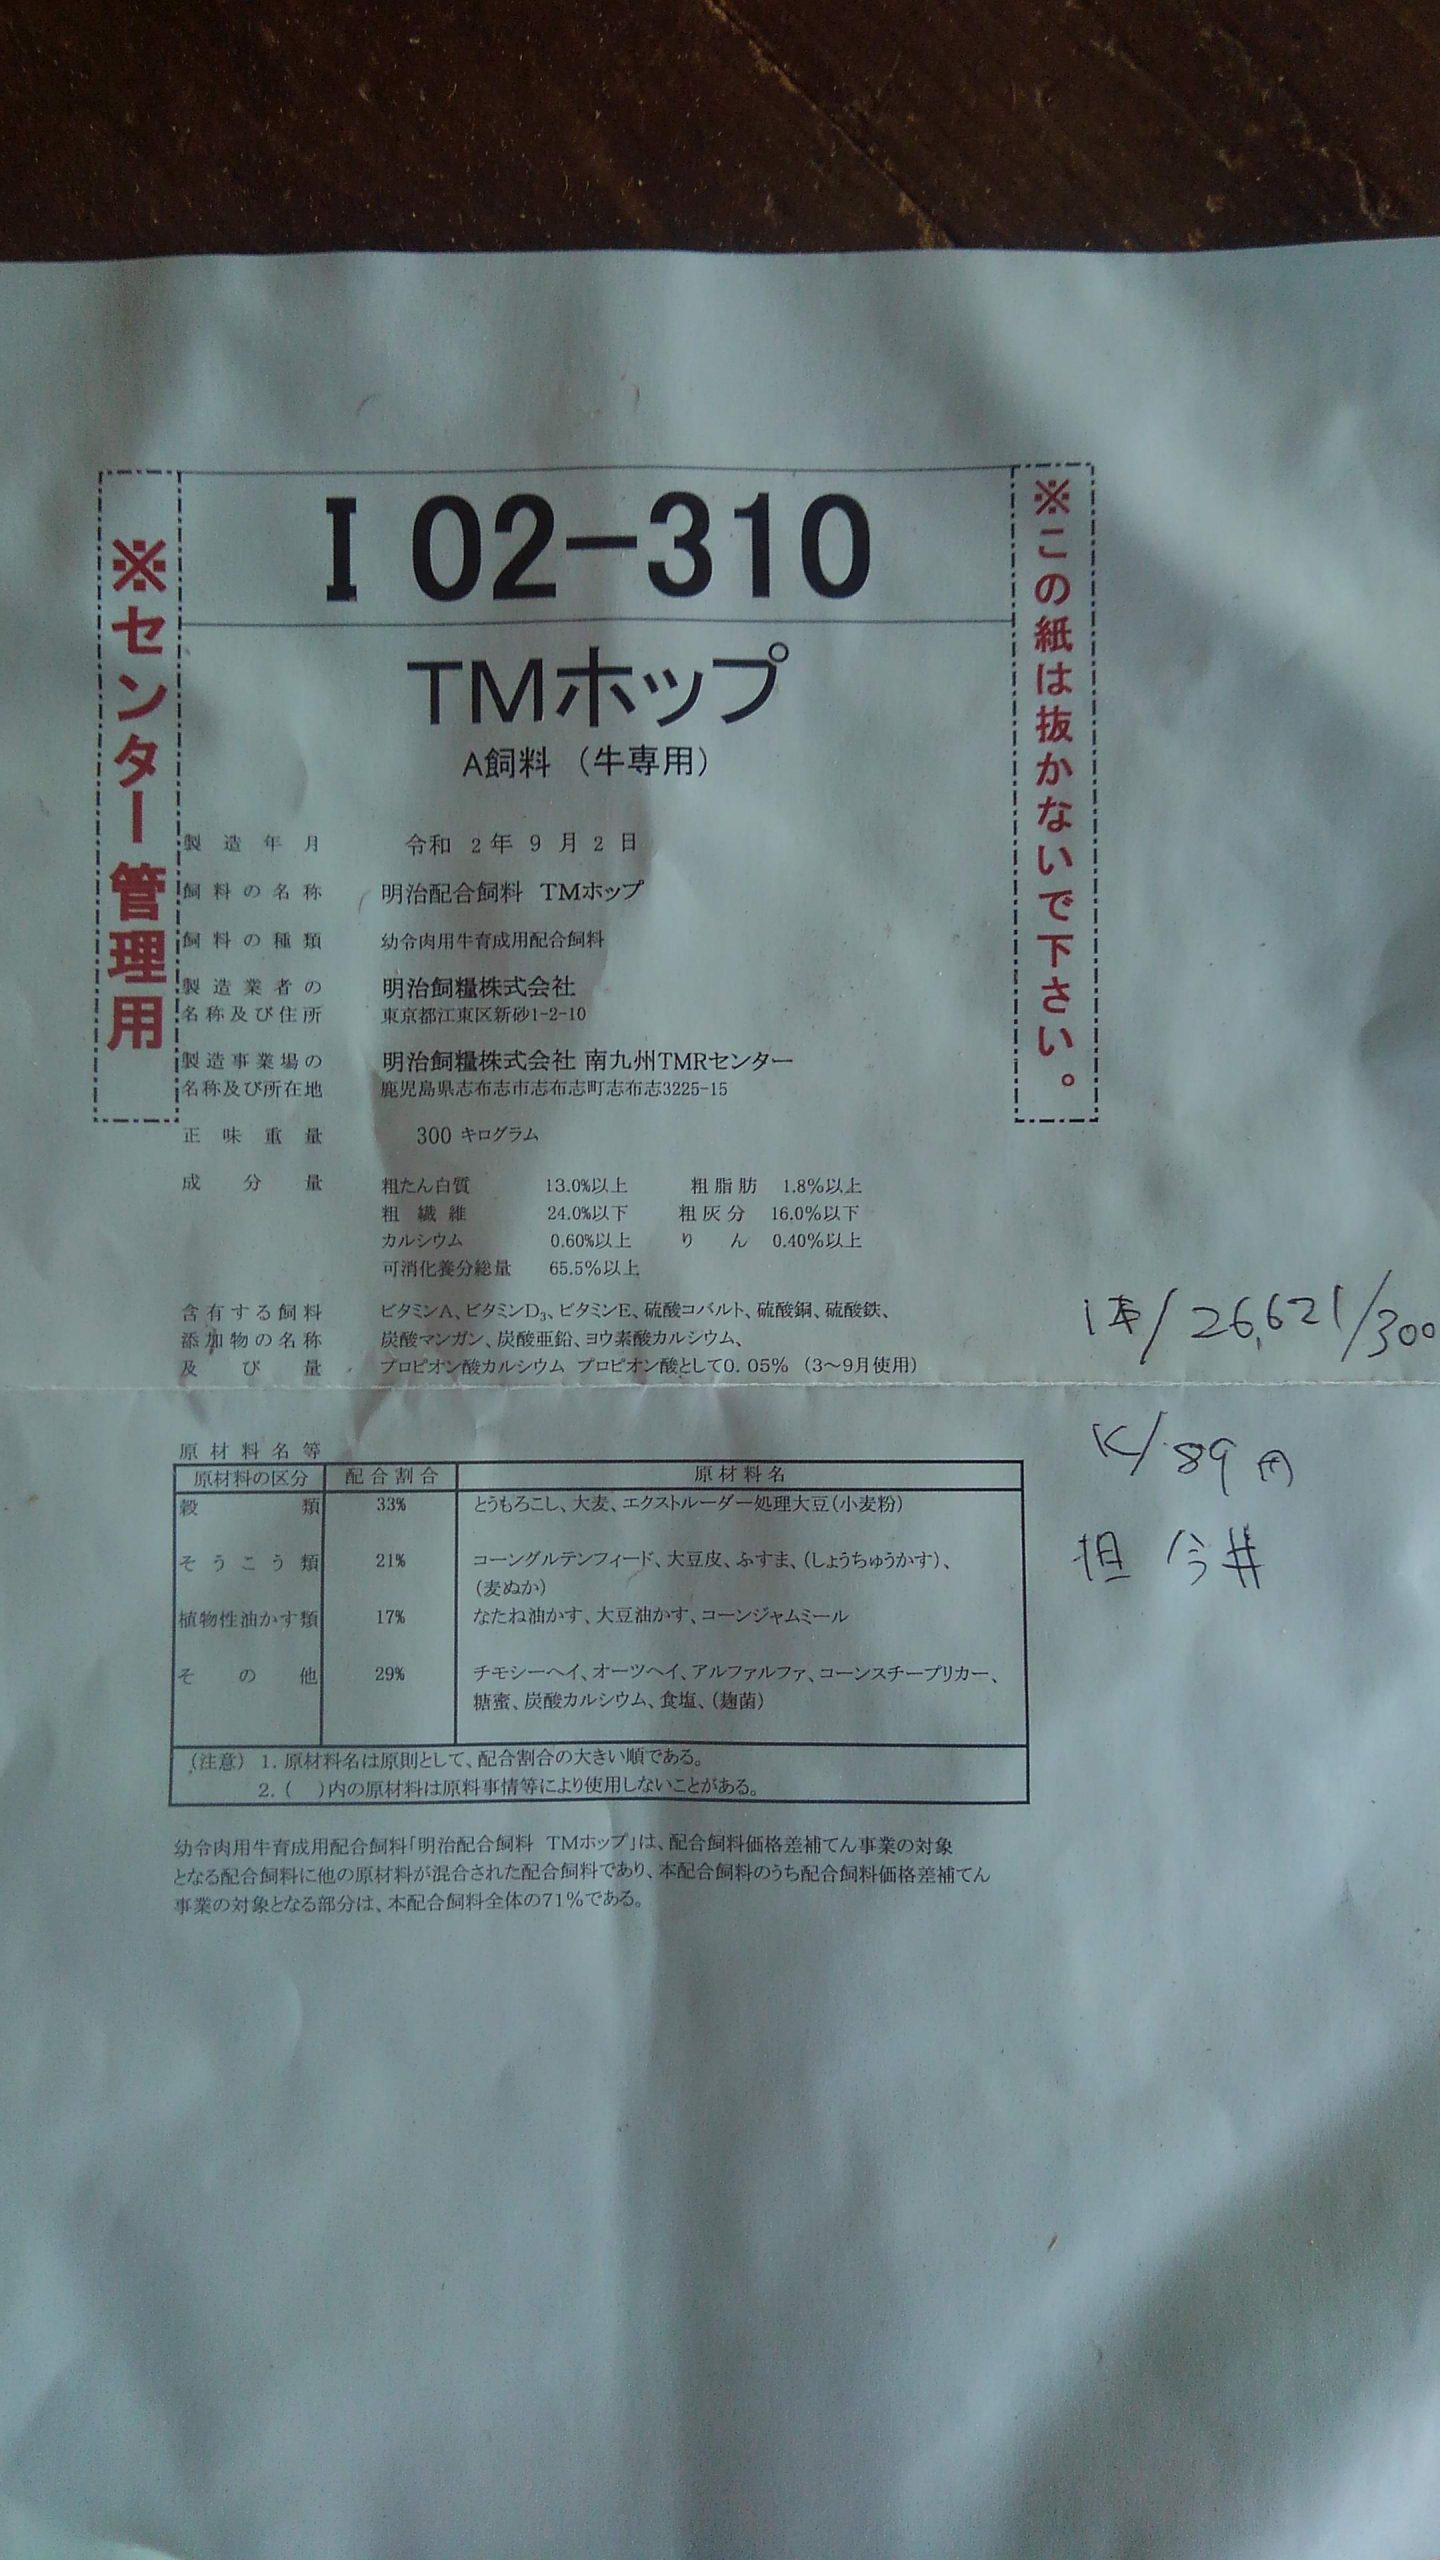 ※センター管理用
※この紙は抜かないで下さい。
I 02-310
TMホップ
A飼料 (牛専用)
製造年月 令和 2年 9月 2日
飼料の名称 明治配合飼料 TMホップ
飼料の種類 幼令肉用牛育成用配合飼料
製造業者の 明治飼糧株式会社
名称及び住所 東京都江東区新砂1-2-10
製造事業場の 明治飼糧株式会社 南九州TMRセンター
名称及び所在地 鹿児島県志布志市志布志町志布志3225-15
正味重量 300 キログラム
成分量 粗たん白質 13.0%以上 粗脂肪 1.8%以上
粗繊維 24.0%以下 粗灰分 16.0%以下
カルシウム 0.60%以上 りん 0.40%以上
可消化養分総量 65.5%以上
含有する飼料 ビタミンA、ビタミンD3、ビタミンE、硫酸コバルト、硫酸銅、硫酸鉄、
添加物の名称 炭酸マンガン、炭酸亜鉛、ヨウ素酸カルシウム、
及び量 プロピオン酸カルシウム プロピオン酸として0.05% (3～9月使用)
1本/26,621/300
K/89円
担 今井
原材料名等
原材料の区分 配合割合 原材料名
穀類 33% とうもろこし、大麦、エクストルーダー処理大豆(小麦粉)
そうこう類 21% コーングルテンフィード、大豆皮、ふすま、(しょうちゅうかす)、
(麦ぬか)
植物性油かす類 17% なたね油かす、大豆油かす、コーンジャムミール
その他 29% チモシーヘイ、オーツヘイ、アルファルファ、コーンスチープリカー、
糖蜜、炭酸カルシウム、食塩、(麹菌)
(注意) 1. 原材料名は原則として、配合割合の大きい順である。
2. ( )内の原材料は原料事情等により使用しないことがある。
幼令肉用牛育成用配合飼料「明治配合飼料 TMホップ」は、配合飼料価格差補てん事業の対象
となる配合飼料に他の原材料が混合された配合飼料であり、本配合飼料のうち配合飼料価格差補てん
事業の対象となる部分は、本配合飼料全体の71%である。